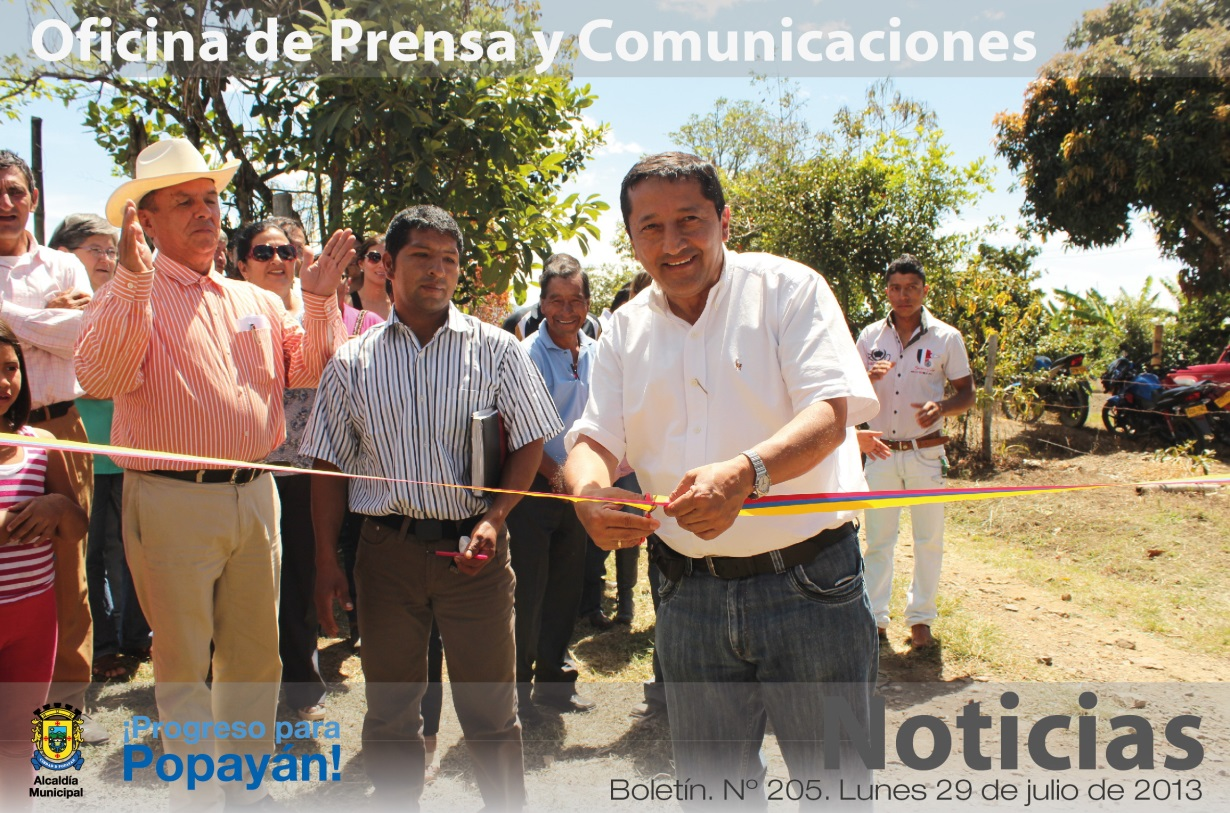 Oficina de Prensa y Comunicaciones
¡Progreso para
Popayán!
Alcaldía
Municipal
Noticias
Boletín. Nº 205. Lunes 29 de julio de 2013